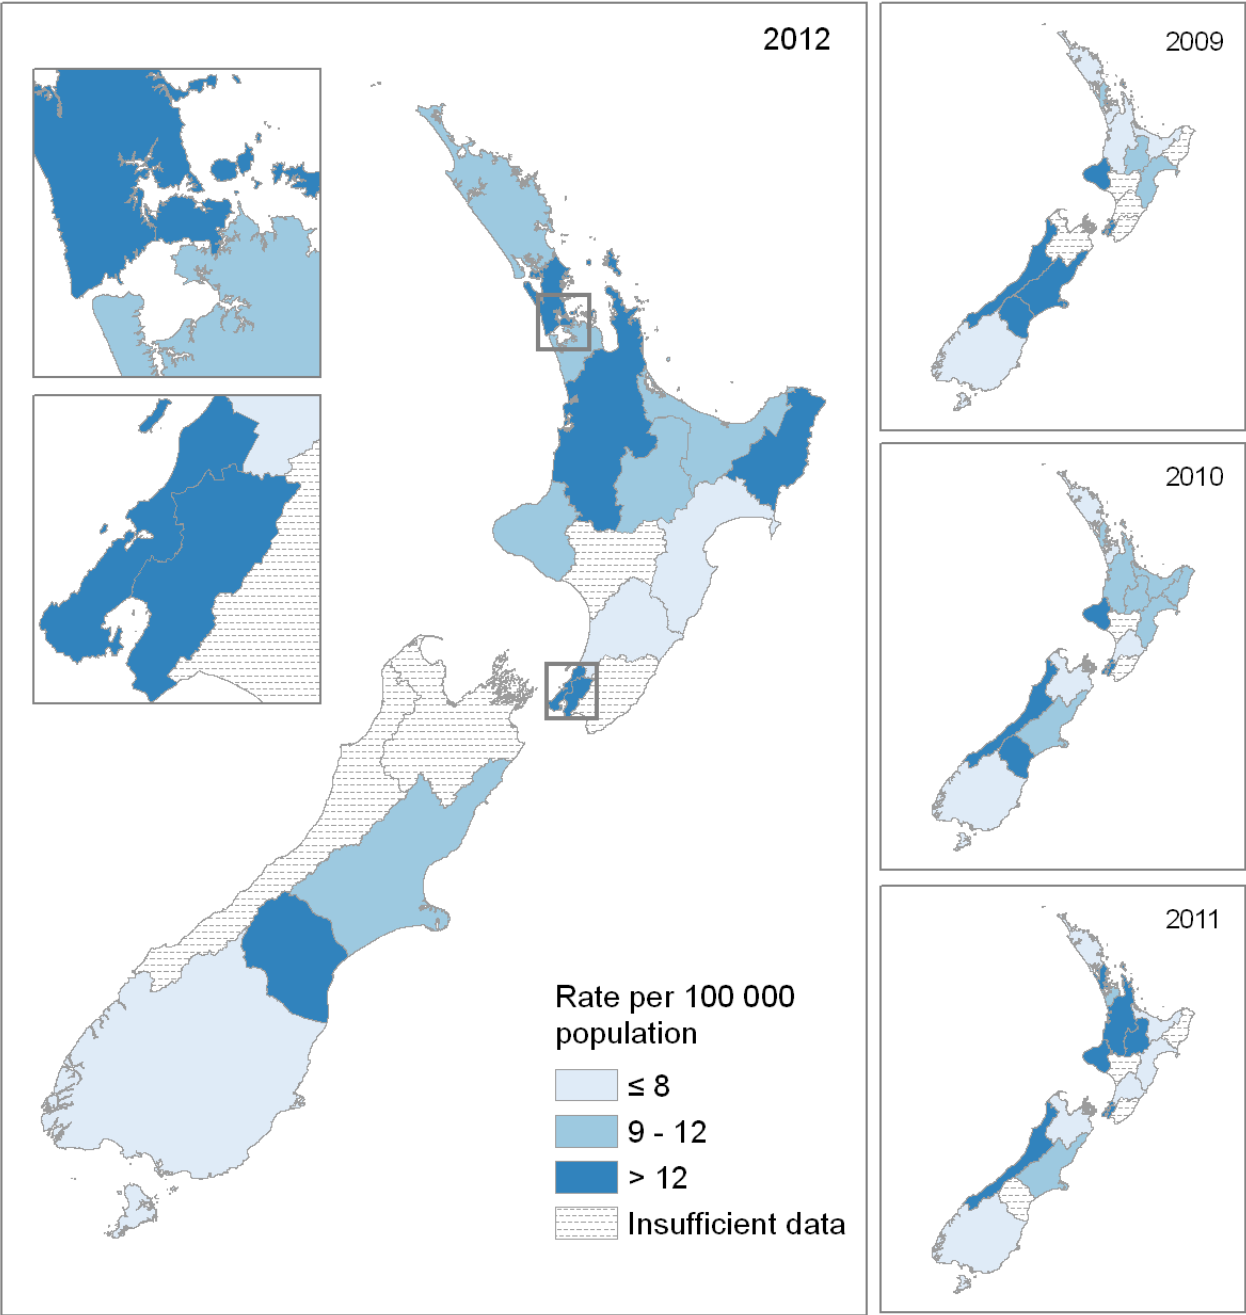 2012
2009
2010
2011
Rate per 100 000
population
≤ 8
9 - 12
> 12
Insufficient data